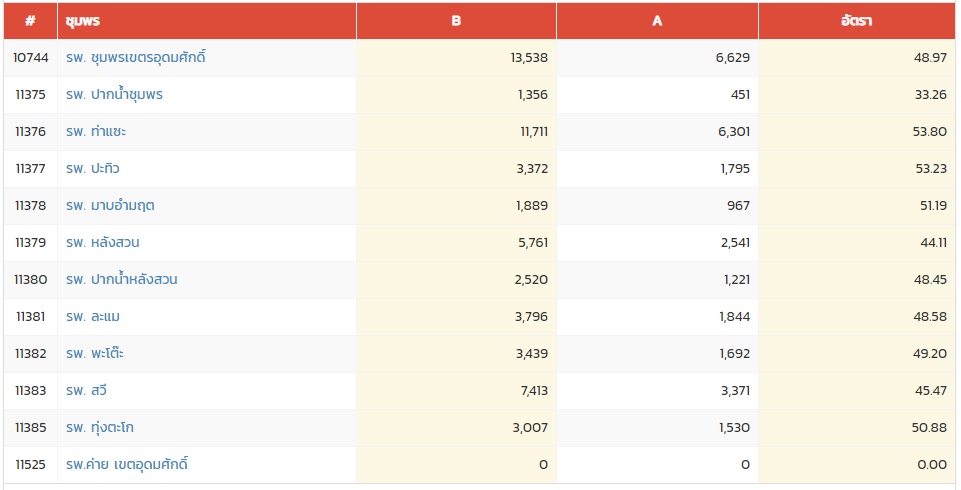 # ชุมพร B A อัตรา
10744 รพ. ชุมพรเขตรอุดมศักดิ์ 13,538 6,629 48.97
11375 รพ. ปากน้ำชุมพร 1,356 451 33.26
11376 รพ. ท่าแซะ 11,711 6,301 53.80
11377 รพ. ปะทิว 3,372 1,795 53.23
11378 รพ. มาบอำมฤต 1,889 967 51.19
11379 รพ. หลังสวน 5,761 2,541 44.11
11380 รพ. ปากน้ำหลังสวน 2,520 1,221 48.45
11381 รพ. ละแม 3,796 1,844 48.58
11382 รพ. พะโต๊ะ 3,439 1,692 49.20
11383 รพ. สวี 7,413 3,371 45.47
11385 รพ. ทุ่งตะโก 3,007 1,530 50.88
11525 รพ.ค่าย เขตอุดมศักดิ์ 0 0 0.00